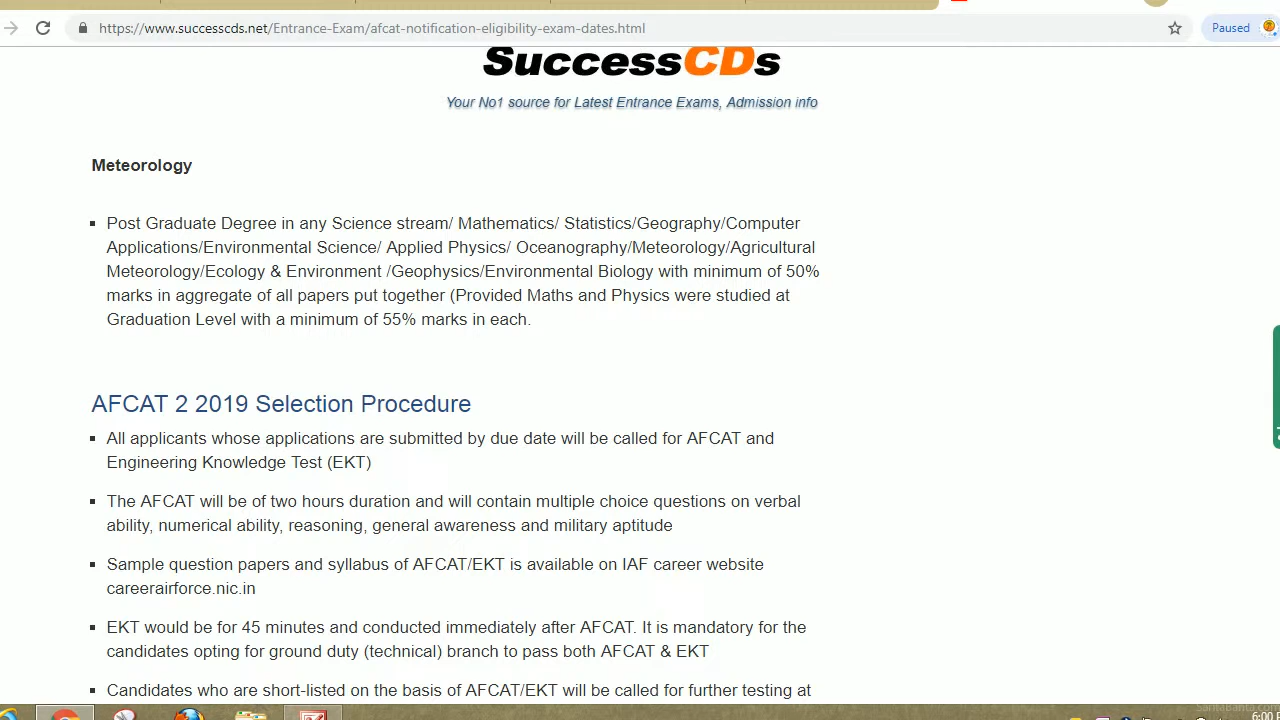 https://www.successcds.net/Entrance-Exam/afcat-notification-eligibility-exam-dates.html
Paused
SuccessCDs
Your No1 source for Latest Entrance Exams, Admission info
Meteorology
Post Graduate Degree in any Science stream/ Mathematics/ Statistics/Geography/Computer
Applications/Environmental Science/ Applied Physics/ Oceanography/Meteorology/Agricultural
Meteorology/Ecology & Environment /Geophysics/Environmental Biology with minimum of 50%
marks in aggregate of all papers put together (Provided Maths and Physics were studied at
Graduation Level with a minimum of 55% marks in each.
AFCAT 2 2019 Selection Procedure
All applicants whose applications are submitted by due date will be called for AFCAT and
Engineering Knowledge Test (EKT)
The AFCAT will be of two hours duration and will contain multiple choice questions on verbal
ability, numerical ability, reasoning, general awareness and military aptitude
Sample question papers and syllabus of AFCAT/EKT is available on IAF career website
careerairforce.nic.in
EKT would be for 45 minutes and conducted immediately after AFCAT. It is mandatory for the
candidates opting for ground duty (technical) branch to pass both AFCAT & EKT
Candidates who are short-listed on the basis of AFCAT/EKT will be called for further testing at